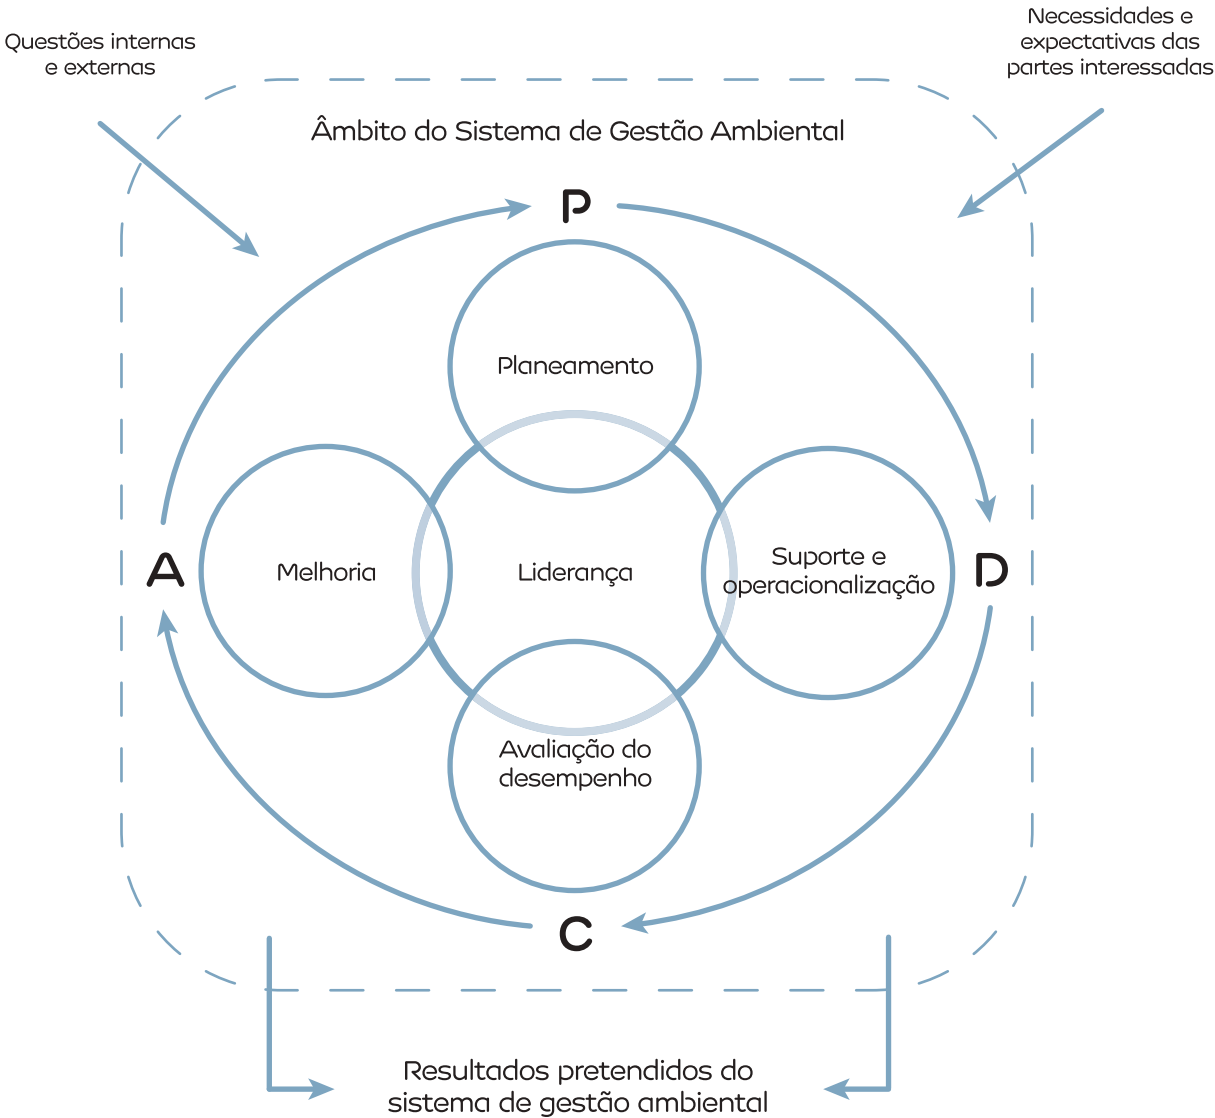 Questões internas
e externas
Necessidades e
expectativas das
partes interessadas
Âmbito do Sistema de Gestão Ambiental
P
Planeamento
A
Melhoria
Liderança
Suporte e
operacionalização
D
Avaliação do
desempenho
C
Resultados pretendidos do
sistema de gestão ambiental